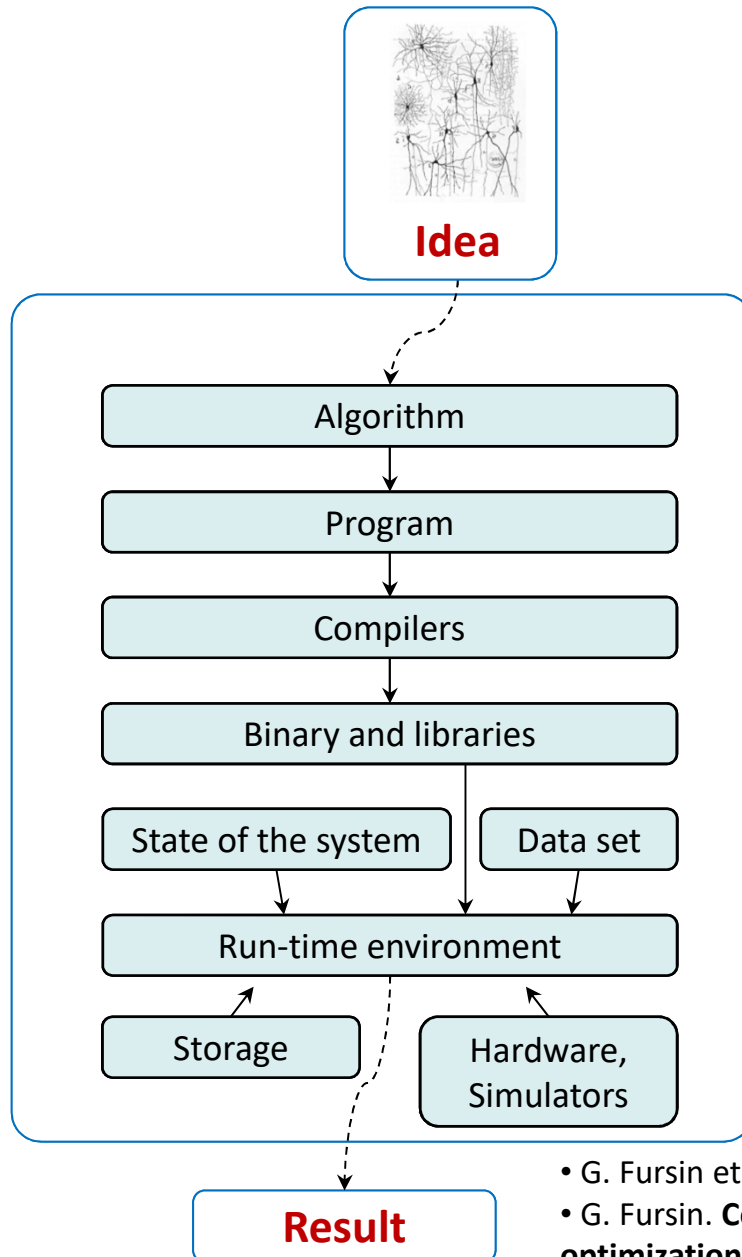 Idea
Algorithm
Program
Compilers
Binary and libraries
State of the system
Data set
Run-time environment
Storage
Hardware,
Simulators
• G. Fursin et
• G. Fursin.
optimization
Result